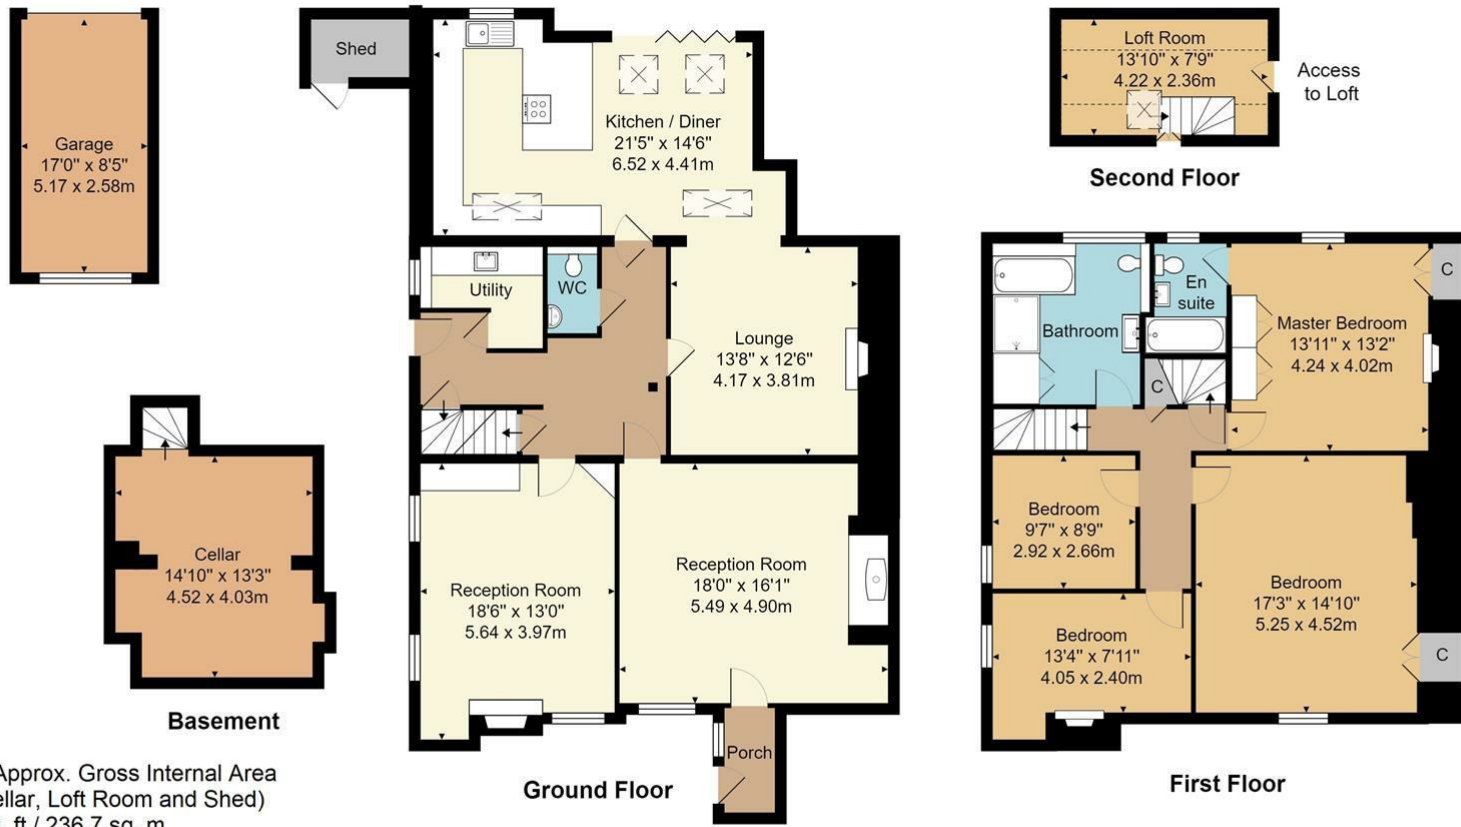 Shed
Garage
17'0" x 8'5"
5.17 x 2.58m
Kitchen / Diner
21'5" x 14'6"
6.52 x 4.41m
Loft Room
13'10" x 7'9"
4.22 x 2.36m
Access
to Loft
Second Floor
Utility
WC
Lounge
13'8" x 12'6"
4.17 x 3.81m
Bathroom
En
suite
C
Master Bedroom
13'11" x 13'2"
4.24 x 4.02m
C
Cellar
14'10" x 13'3"
4.52 x 4.03m
Basement
Reception Room
18'6" x 13'0"
5.64 x 3.97m
Reception Room
18'0" x 16'1"
5.49 x 4.90m
Porch
Ground Floor
Bedroom
9'7" x 8'9"
2.92 x 2.66m
Bedroom
17'3" x 14'10"
5.25 x 4.52m
Bedroom
13'4" x 7'11"
4.05 x 2.40m
C
First Floor
Approx. Gross Internal Area
ellar, Loft Room and Shed)
ft / 236.7 sq. m